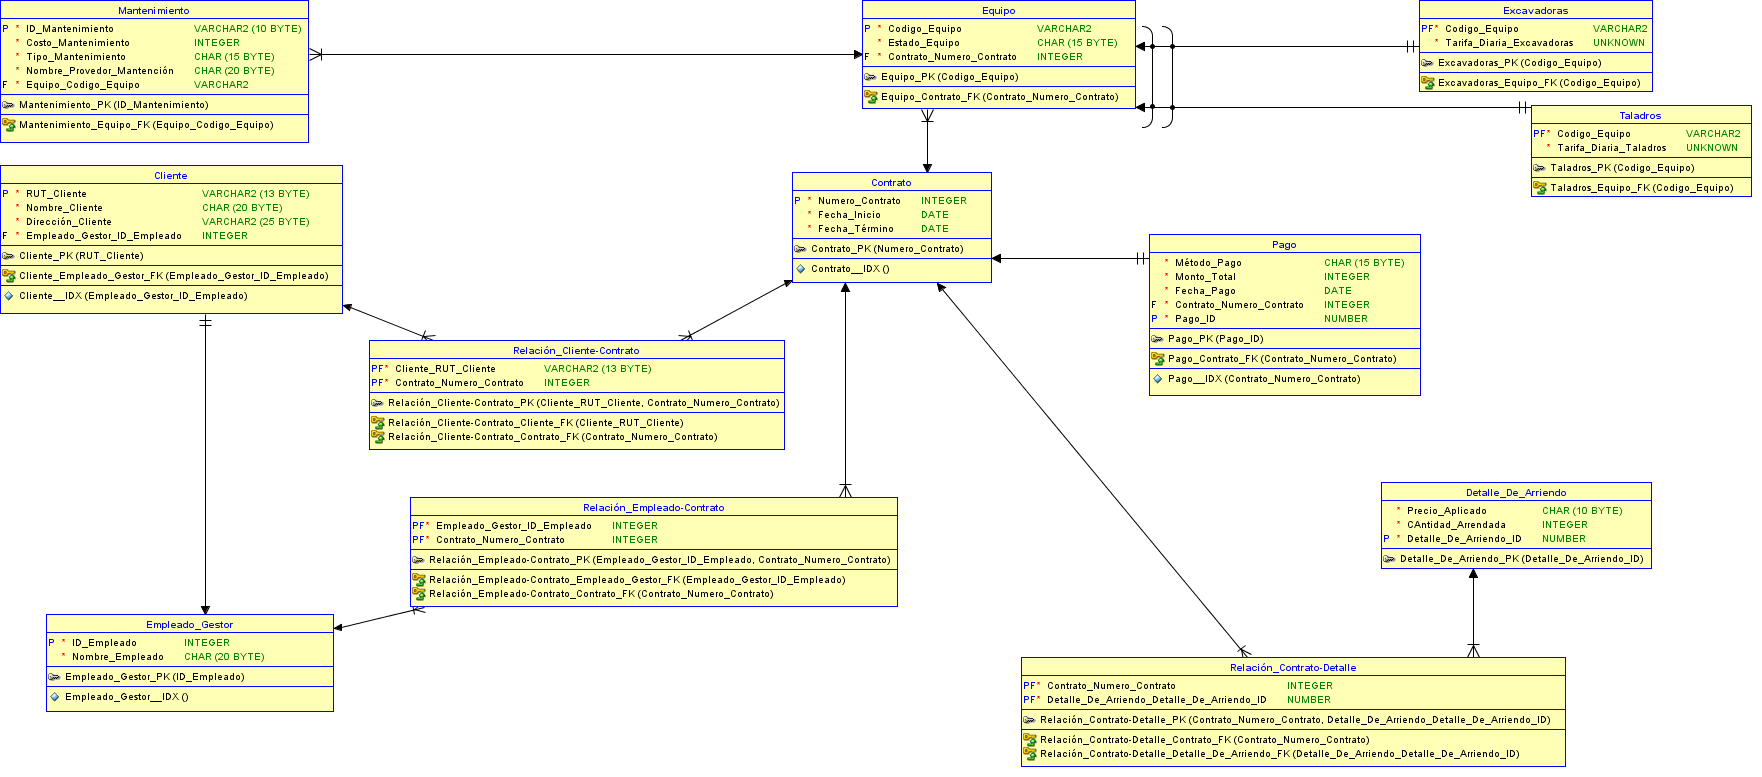 Mantenimiento
P * ID_Mantenimiento VARCHAR2 (10 BYTE)
* Costo_Mantenimiento INTEGER
* Tipo_Mantenimiento CHAR (15 BYTE)
* Nombre_Provedor_Mantención CHAR (20 BYTE)
F * Equipo_Codigo_Equipo VARCHAR2
Mantenimiento_PK (ID_Mantenimiento)
Mantenimiento_Equipo_FK (Equipo_Codigo_Equipo)
Equipo
P * Codigo_Equipo VARCHAR2
* Estado_Equipo CHAR (15 BYTE)
F * Contrato_Numero_Contrato INTEGER
Equipo_PK (Codigo_Equipo)
Equipo_Contrato_FK (Contrato_Numero_Contrato)
Excavadoras
PF* Codigo_Equipo VARCHAR2
* Tarifa_Diaria_Excavadoras UNKNOWN
Excavadoras_PK (Codigo_Equipo)
Excavadoras_Equipo_FK (Codigo_Equipo)
Taladros
PF* Codigo_Equipo VARCHAR2
* Tarifa_Diaria_Taladros UNKNOWN
Taladros_PK (Codigo_Equipo)
Taladros_Equipo_FK (Codigo_Equipo)
Cliente
P * RUT_Cliente VARCHAR2 (13 BYTE)
* Nombre_Cliente CHAR (20 BYTE)
* Dirección_Cliente VARCHAR2 (25 BYTE)
F * Empleado_Gestor_ID_Empleado INTEGER
Cliente_PK (RUT_Cliente)
Cliente_Empleado_Gestor_FK (Empleado_Gestor_ID_Empleado)
Cliente__IDX (Empleado_Gestor_ID_Empleado)
Contrato
P * Numero_Contrato INTEGER
* Fecha_Inicio DATE
* Fecha_Término DATE
Contrato_PK (Numero_Contrato)
Contrato__IDX ()
Pago
* Método_Pago CHAR (15 BYTE)
* Monto_Total INTEGER
* Fecha_Pago DATE
F * Contrato_Numero_Contrato INTEGER
P * Pago_ID NUMBER
Pago_PK (Pago_ID)
Pago_Contrato_FK (Contrato_Numero_Contrato)
Pago__IDX (Contrato_Numero_Contrato)
Relación_Cliente-Contrato
PF* Cliente_RUT_Cliente VARCHAR2 (13 BYTE)
PF* Contrato_Numero_Contrato INTEGER
Relación_Cliente-Contrato_PK (Cliente_RUT_Cliente, Contrato_Numero_Contrato)
Relación_Cliente-Contrato_Cliente_FK (Cliente_RUT_Cliente)
Relación_Cliente-Contrato_Contrato_FK (Contrato_Numero_Contrato)
Relación_Empleado-Contrato
PF* Empleado_Gestor_ID_Empleado INTEGER
PF* Contrato_Numero_Contrato INTEGER
Relación_Empleado-Contrato_PK (Empleado_Gestor_ID_Empleado, Contrato_Numero_Contrato)
Relación_Empleado-Contrato_Empleado_Gestor_FK (Empleado_Gestor_ID_Empleado)
Relación_Empleado-Contrato_Contrato_FK (Contrato_Numero_Contrato)
Detalle_De_Arriendo
* Precio_Aplicado CHAR (10 BYTE)
* CAntidad_Arrendada INTEGER
P * Detalle_De_Arriendo_ID NUMBER
Detalle_De_Arriendo_PK (Detalle_De_Arriendo_ID)
Empleado_Gestor
P * ID_Empleado INTEGER
* Nombre_Empleado CHAR (20 BYTE)
Empleado_Gestor_PK (ID_Empleado)
Empleado_Gestor__IDX ()
Relación_Contrato-Detalle
PF* Contrato_Numero_Contrato INTEGER
PF* Detalle_De_Arriendo_Detalle_De_Arriendo_ID NUMBER
Relación_Contrato-Detalle_PK (Contrato_Numero_Contrato, Detalle_De_Arriendo_Detalle_De_Arriendo_ID)
Relación_Contrato-Detalle_Contrato_FK (Contrato_Numero_Contrato)
Relación_Contrato-Detalle_Detalle_De_Arriendo_FK (Detalle_De_Arriendo_Detalle_De_Arriendo_ID)